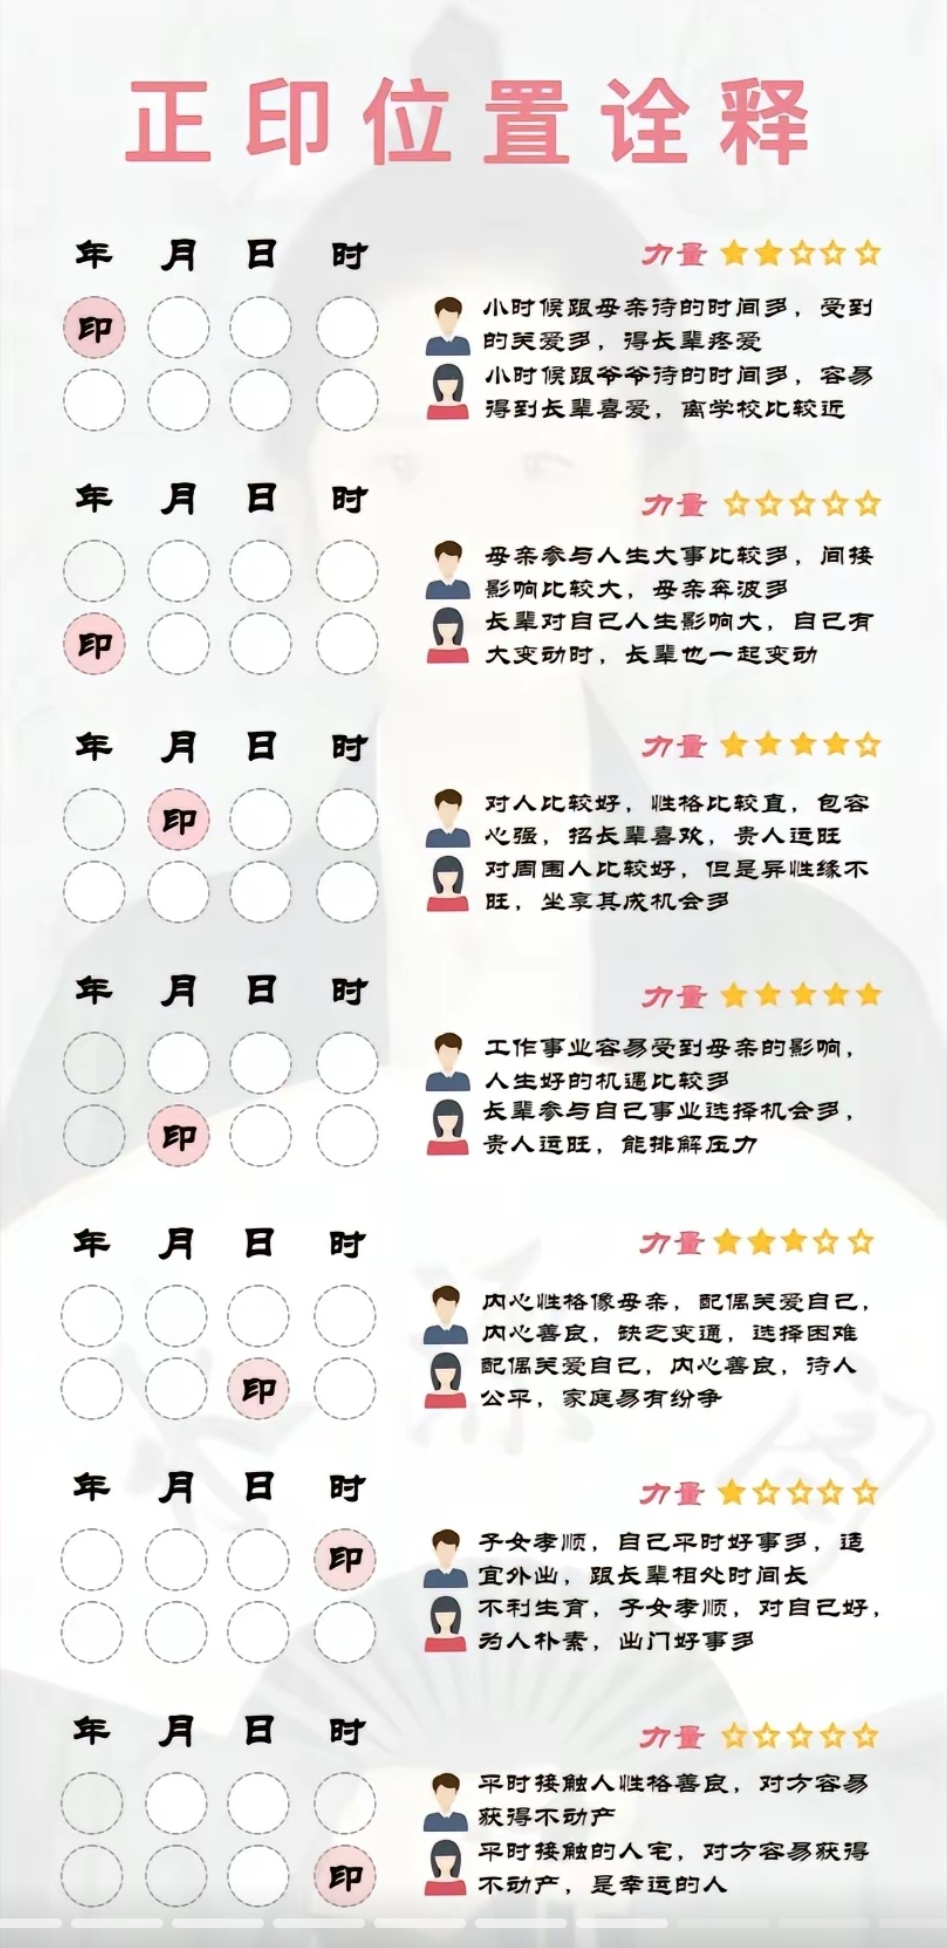 正印位置诠释
年 月 日 时
力量
印
小时候跟母亲待的时间多，受到
的关爱多，得长辈疼爱
小时候跟爷爷待的时间多，容易
得到长辈喜爱，离学校比较近
年 月 日 时
力量
印
母亲参与人生大事比较多，间接
影响比较大，母亲奔波多
长辈对自己人生影响大，自己有
大变动时，长辈也一起变动
年 月 日 时
力量
印
对人比较好，性格比较直，包容
心强，招长辈喜欢，贵人运旺
对周围人比较好，但是异性缘不
旺，坐享其成机会多
年 月 日 时
力量
印
工作事业容易受到母亲的影响，
人生好的机遇比较多
长辈参与自己事业选择机会多，
贵人运旺，能排解压力
年 月 日 时
力量
印
内心性格像母亲，配偶关爱自己，
内心善良，缺乏变通，选择困难
配偶关爱自己，内心善良，待人
公平，家庭易有纷争
年 月 日 时
力量
印
子女孝顺，自己平时好事多，适
宜外出，跟长辈相处时间长
不利生育，子女孝顺，对自己好，
为人朴素，出门好事多
年 月 日 时
力量
印
平时接触人性格善良，对方容易
获得不动产
平时接触的人宅，对方容易获得
不动产，是幸运的人